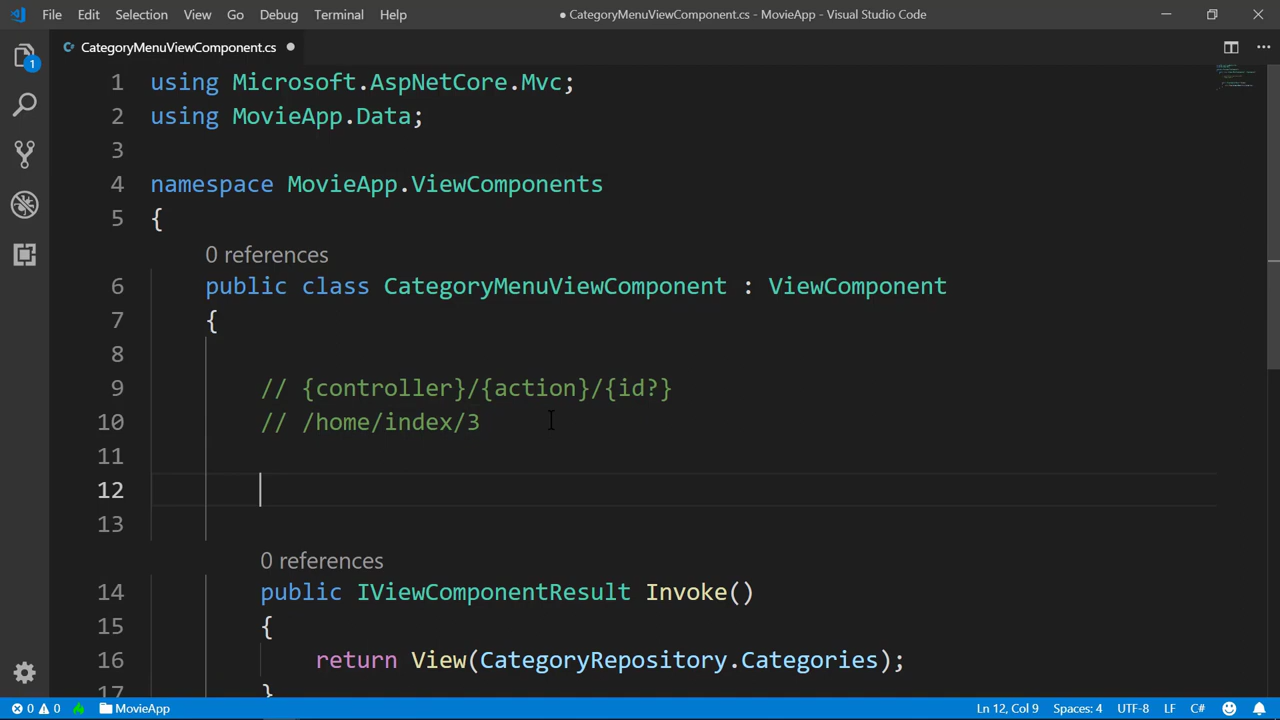 File Edit Selection View Go Debug Terminal Help
● CategoryMenuViewComponent.cs - MovieApp - Visual Studio Code
CategoryMenuViewComponent.cs ●
1
1 using Microsoft.AspNetCore.Mvc;
2 using MovieApp.Data;
3
4 namespace MovieApp.ViewComponents
5 {
0 references
6 public class CategoryMenuViewComponent : ViewComponent
7 {
8
9 // {controller}/{action}/{id?}
10 // /home/index/3
11
12
13
0 references
14 public IViewComponentResult Invoke()
15 {
16 return View(CategoryRepository.Categories);
17 }
0 0 MovieApp Ln 12, Col 9 Spaces: 4 UTF-8 LF C#